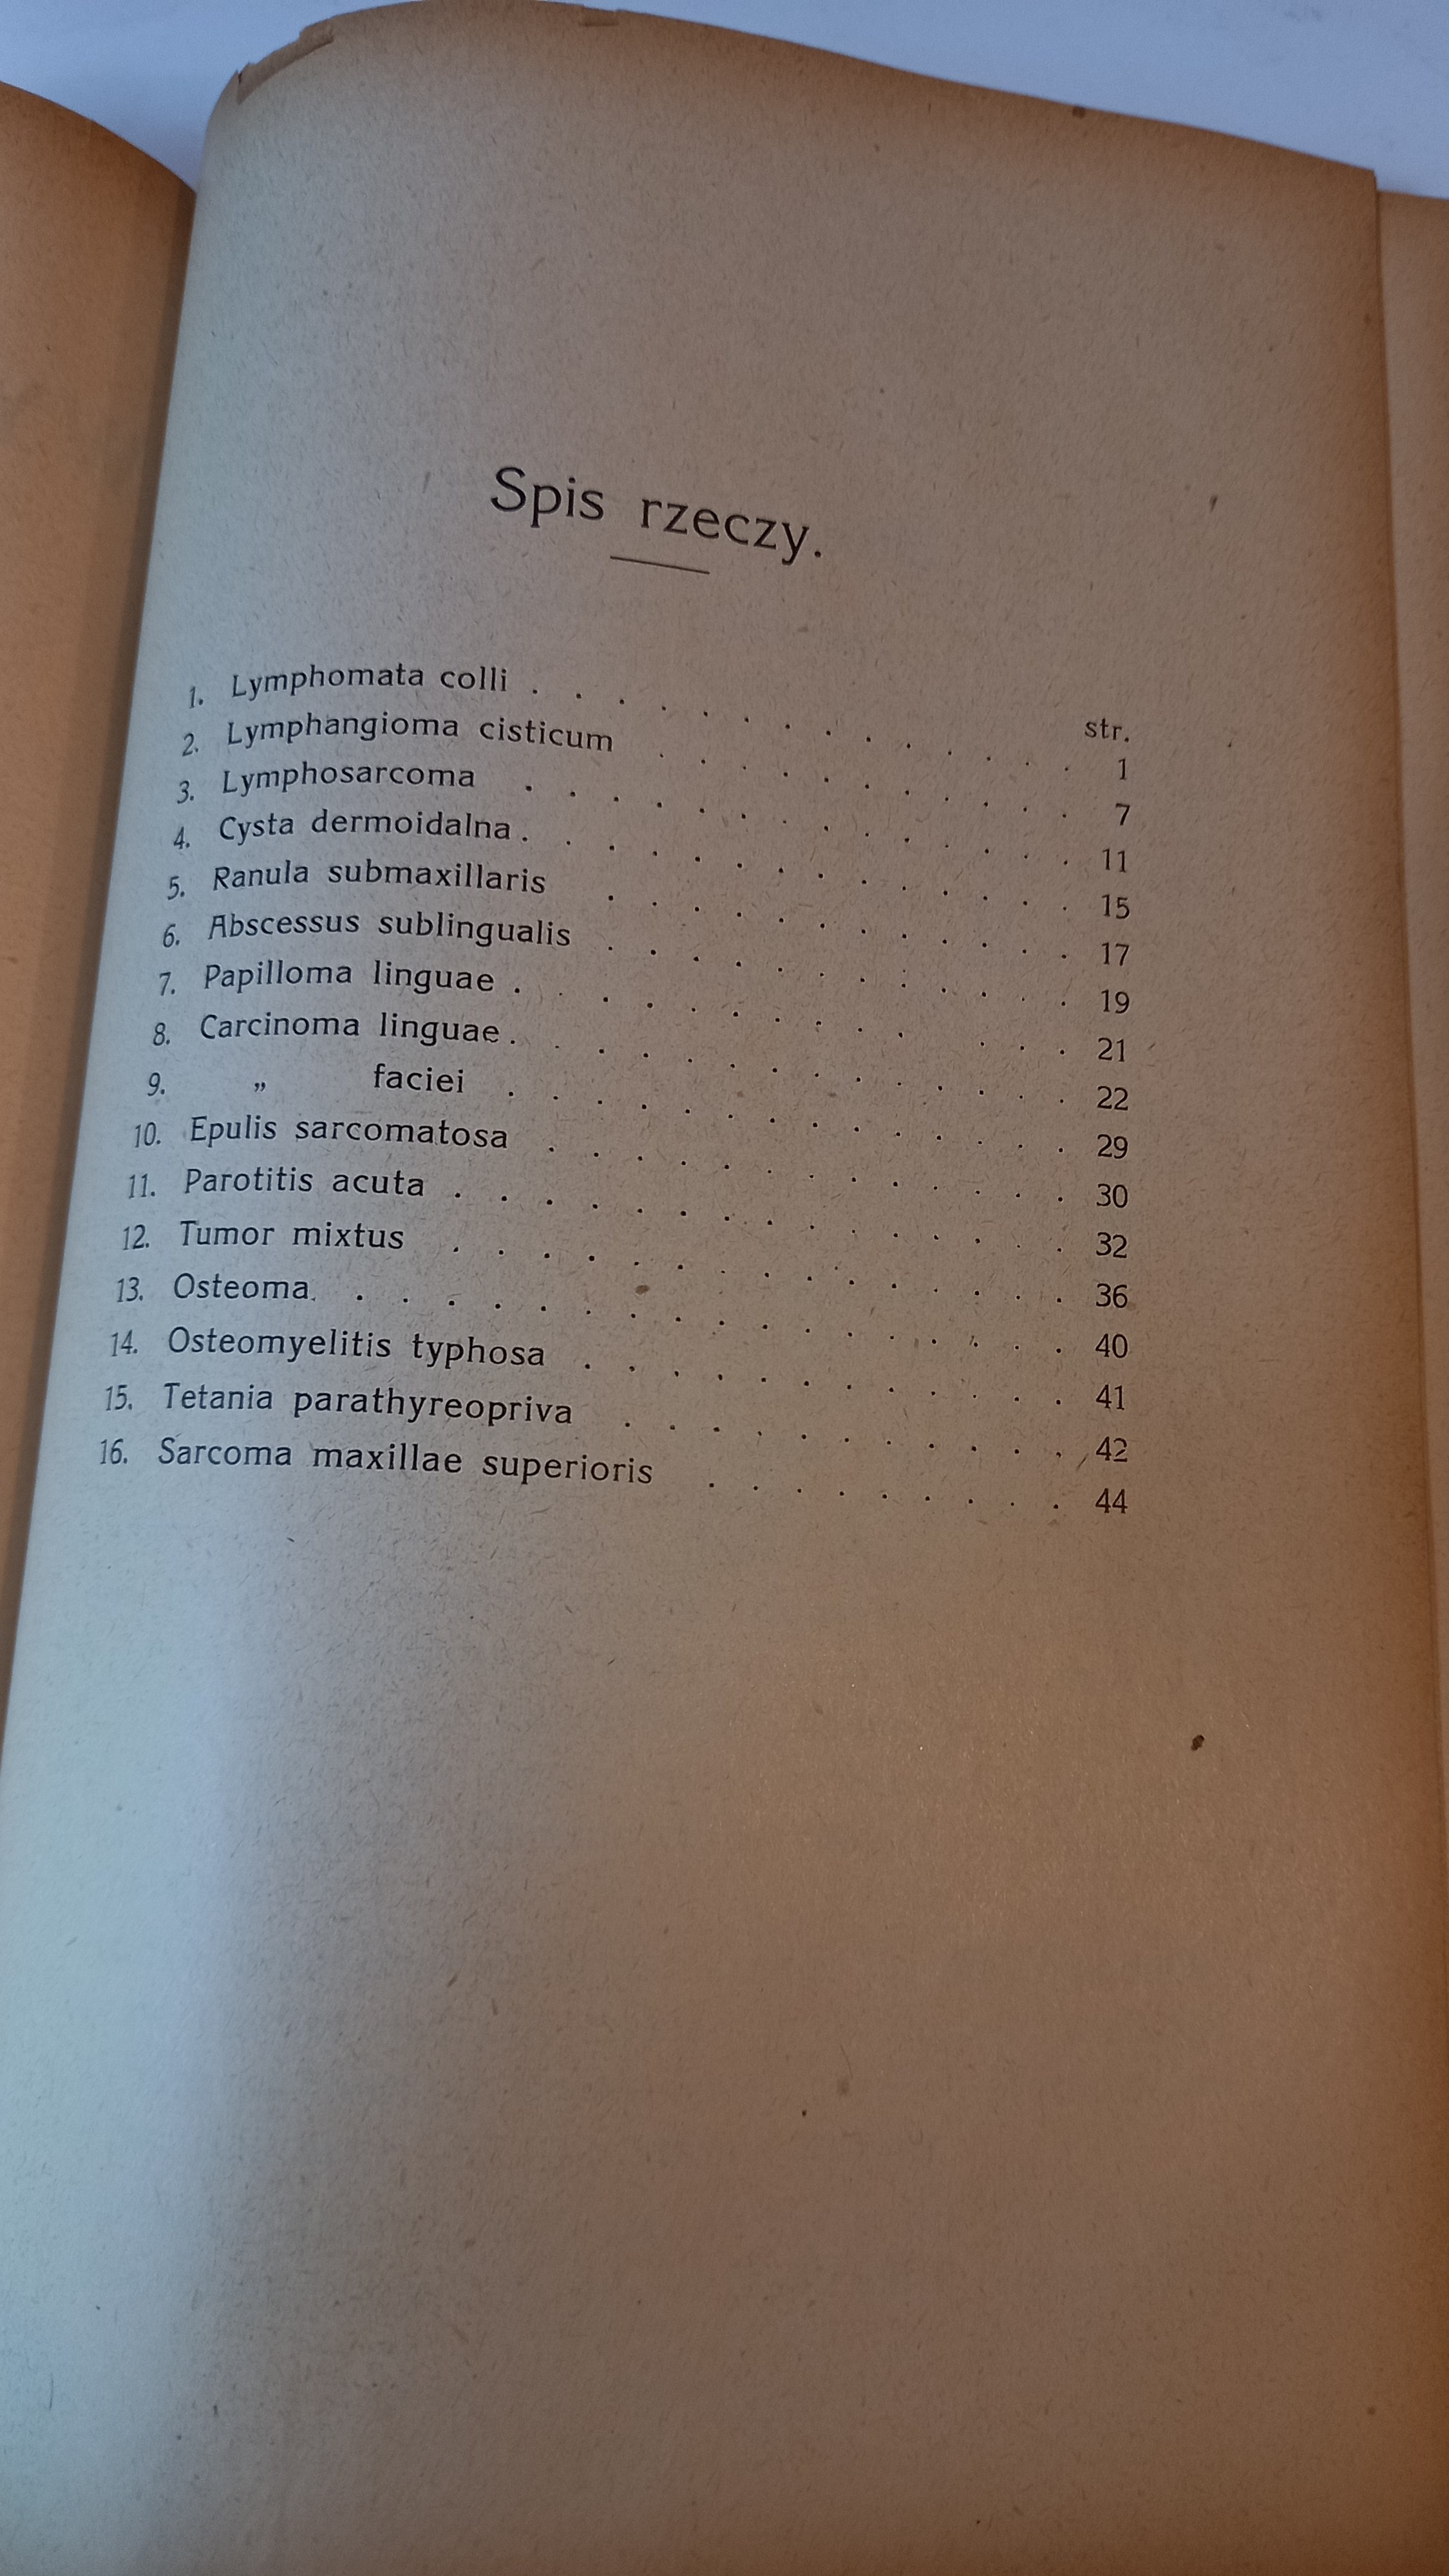 Spis rzeczy.
str.
1. Lymphomata colli . . . . . . . . . . . . . . 1
2. Lymphangioma cisticum . . . . . . . . . . . 7
3. Lymphosarcoma . . . . . . . . . . . . . . 11
4. Cysta dermoidalna . . . . . . . . . . . . . . 15
5. Ranula submaxillaris . . . . . . . . . . . . 17
6. Abscessus sublingualis . . . . . . . . . . . . 19
7. Papilloma linguae . . . . . . . . . . . . . 21
8. Carcinoma linguae . . . . . . . . . . . . . . 22
9. „ faciei . . . . . . . . . . . . . . 29
10. Epulis sarcomatosa . . . . . . . . . . . . . 30
11. Parotitis acuta . . . . . . . . . . . . . . . 32
12. Tumor mixtus . . . . . . . . . . . . . . . 36
13. Osteoma . . . . . . . . . . . . . . . . . 40
14. Osteomyelitis typhosa . . . . . . . . . . . . 41
15. Tetania parathyreopriva . . . . . . . . . . . 42
16. Sarcoma maxillae superioris . . . . . . . . . 44